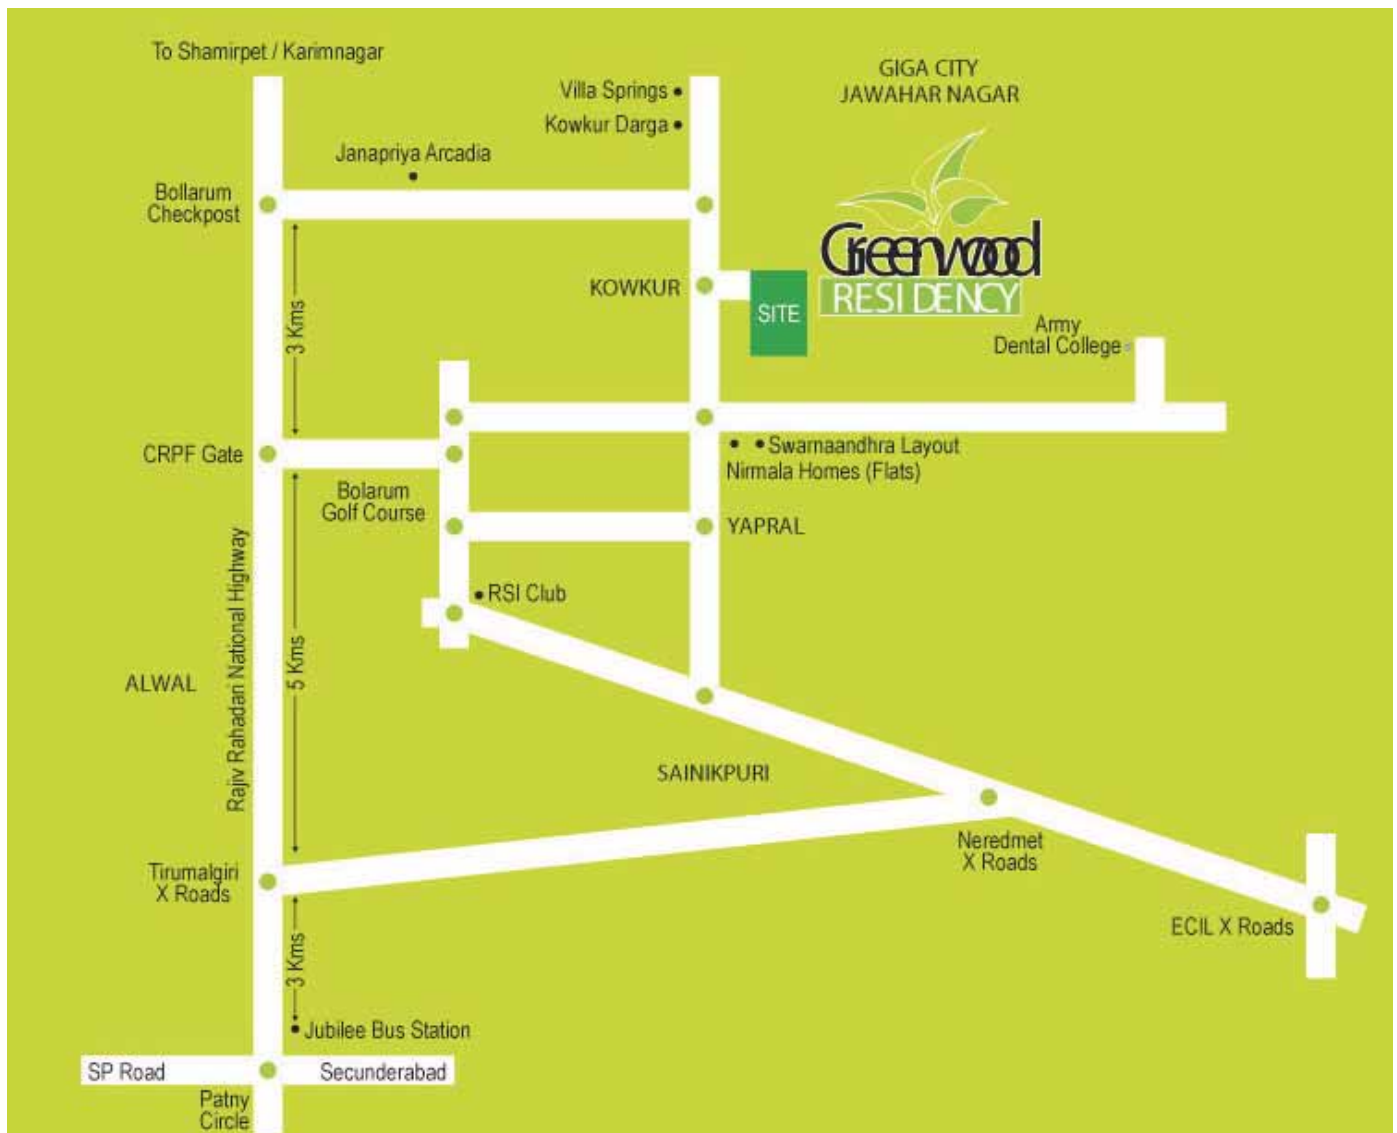 To Shamirpet / Karimnagar
Villa Springs
Kowkur Darga
GIGA CITY
JAWAHAR NAGAR
Janapriya Arcadia
Bollarum
Checkpost
Greenwood
RESIDENCY
KOWKUR
SITE
3 Kms
Army
Dental College
CRPF Gate
Swarnaandhra Layout
Nirmala Homes (Flats)
Bolarum
Golf Course
YAPRAL
Rajiv Rahadari National Highway
RSI Club
5 Kms
ALWAL
SAINIKPURI
Neredmet
X Roads
Tirumalgiri
X Roads
ECIL X Roads
3 Kms
Jubilee Bus Station
SP Road
Secunderabad
Patny
Circle